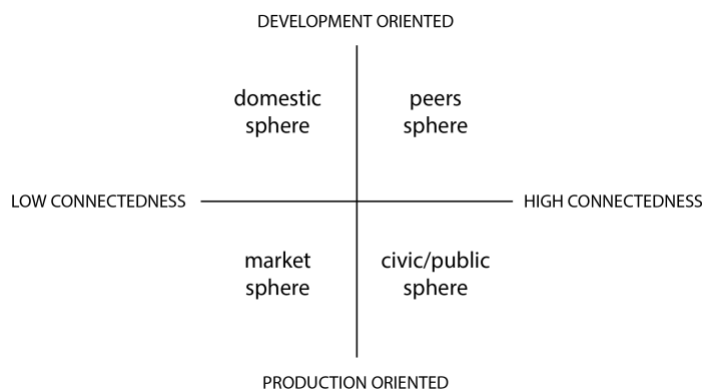 DEVELOPMENT ORIENTED
domestic
sphere
peers
sphere
LOW CONNECTEDNESS
HIGH CONNECTEDNESS
market
sphere
civic/public
sphere
PRODUCTION ORIENTED